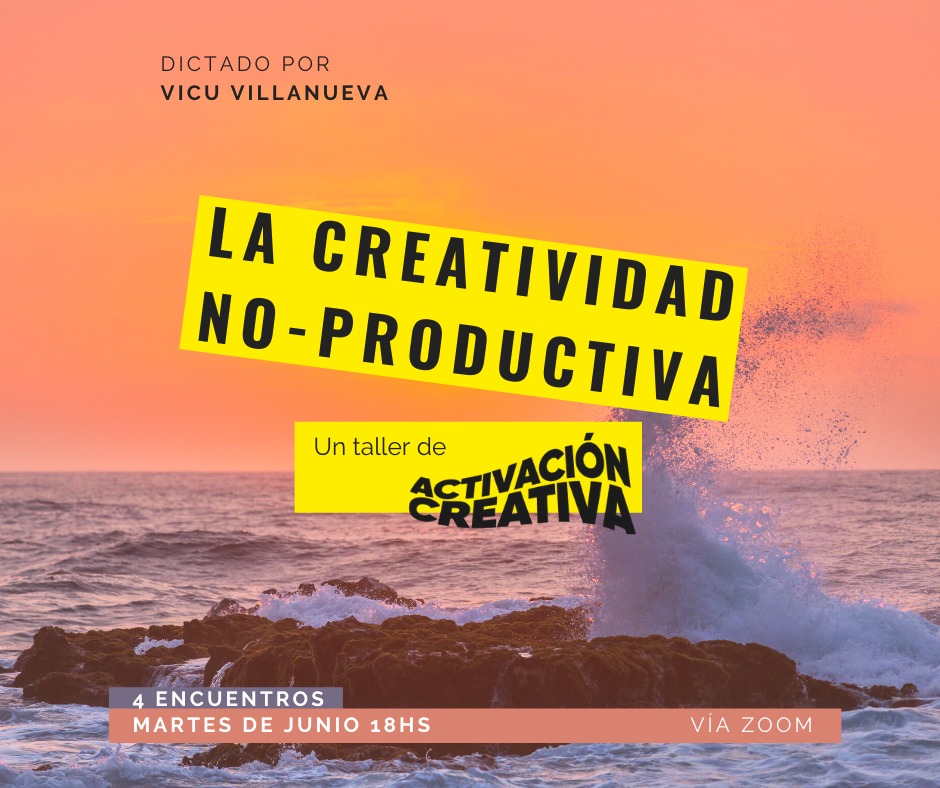 DICTADO POR
VICU VILLANUEVA
LA CREATIVIDAD
NO-PRODUCTIVA
Un taller de
ACTIVACIÓN
CREATIVA
4 ENCUENTROS
MARTES DE JUNIO 18HS
VÍA ZOOM